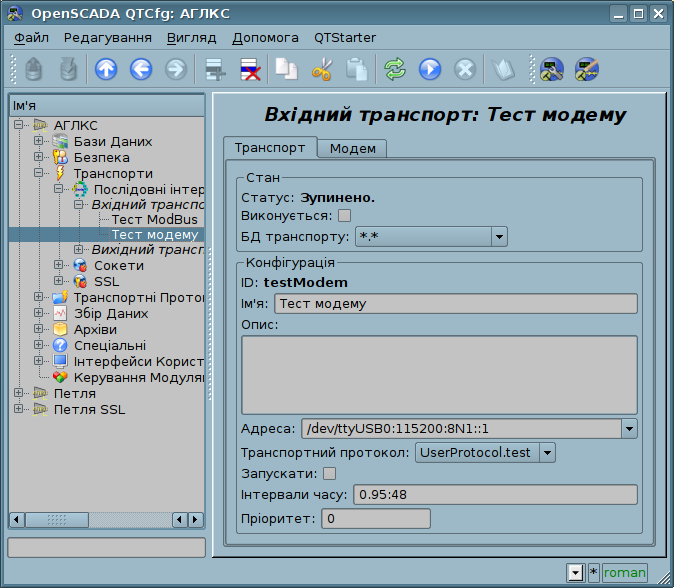 OpenSCADA QTCfg: АГЛКС
Файл Редагування Вигляд Допомога QTStarter
Ім'я
АГЛКС
Бази Даних
Безпека
Транспорти
Послідовні інтер
Вхідний транспо
Тест ModBus
Тест модему
Вихідний трансп
Сокети
SSL
Транспортні Прото
Збір Даних
Архіви
Спеціальні
Інтерфейси Корист
Керування Модуля
Петля
Петля SSL
Вхідний транспорт: Тест модему
Транспорт Модем
Стан
Статус: Зупинено.
Виконується:
БД транспорту: *.*
Конфігурація
ID: testModem
Ім'я: Тест модему
Опис:
Адреса: /dev/ttyUSB0:115200:8N1::1
Транспортний протокол: UserProtocol.test
Запускати:
Інтервали часу: 0.95:48
Пріоритет: 0
* roman